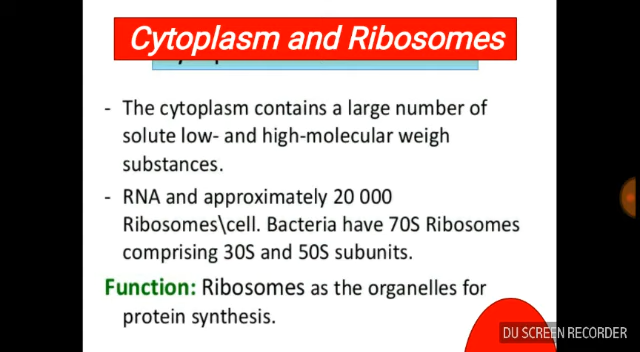 Cytoplasm and Ribosomes
- The cytoplasm contains a large number of
solute low- and high-molecular weigh
substances.
- RNA and approximately 20 000
Ribosomes\cell. Bacteria have 70S Ribosomes
comprising 30S and 50S subunits.
Function: Ribosomes as the organelles for
protein synthesis.
DU SCREEN RECORDER